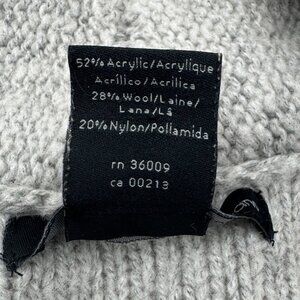 52% Acrylic/Acrylique
Acrílico/Acrilica
28% Wool/Laine/
Lana/Lã
20% Nylon/Poliamida
rn 36009
ca 00213